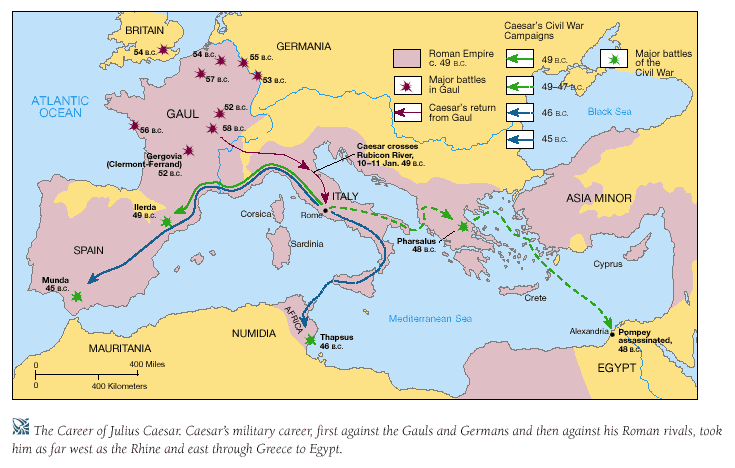 BRITAIN
54 B.C.
GERMANIA
54 B.C.
55 B.C.
53 B.C.
57 B.C.
ATLANTIC
OCEAN
GAUL
52 B.C.
58 B.C.
56 B.C.
Gergovia
(Clermont-Ferrand)
52 B.C.
Caesar's Civil War
Campaigns
Roman Empire
c. 49 B.C.
Major battles
in Gaul
Caesar's return
from Gaul
49 B.C.
49–47 B.C.
46 B.C.
45 B.C.
Major battles
of the
Civil War
Black Sea
Caesar crosses
Rubicon River,
10–11 Jan. 49 B.C.
ITALY
Rome
Corsica
Sardinia
Ilerda
49 B.C.
SPAIN
Munda
45 B.C.
ASIA MINOR
Pharsalus
48 B.C.
Cyprus
Crete
Mediterranean Sea
AFRICA
Thapsus
46 B.C.
NUMIDIA
MAURITANIA
Alexandria
Pompey
assassinated,
48 B.C.
EGYPT
0 400 Miles
0 400 Kilometers
The Career of Julius Caesar. Caesar's military career, first against the Gauls and Germans and then against his Roman rivals, took
him as far west as the Rhine and east through Greece to Egypt.